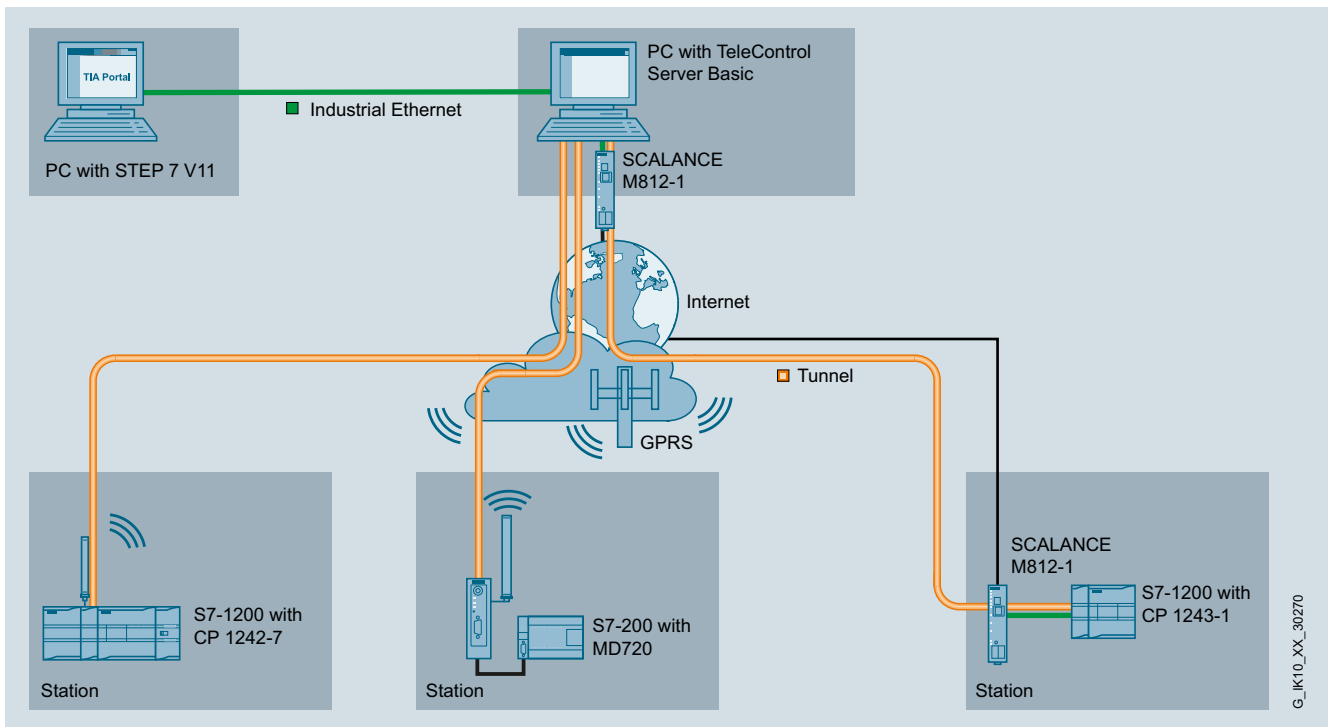 TIA Portal
PC with STEP 7 V11
Industrial Ethernet
PC with TeleControl
Server Basic
SCALANCE
M812-1
Internet
Tunnel
GPRS
S7-1200 with
CP 1242-7
Station
S7-200 with
MD720
Station
SCALANCE
M812-1
S7-1200 with
CP 1243-1
Station
G_IK10_XX_30270